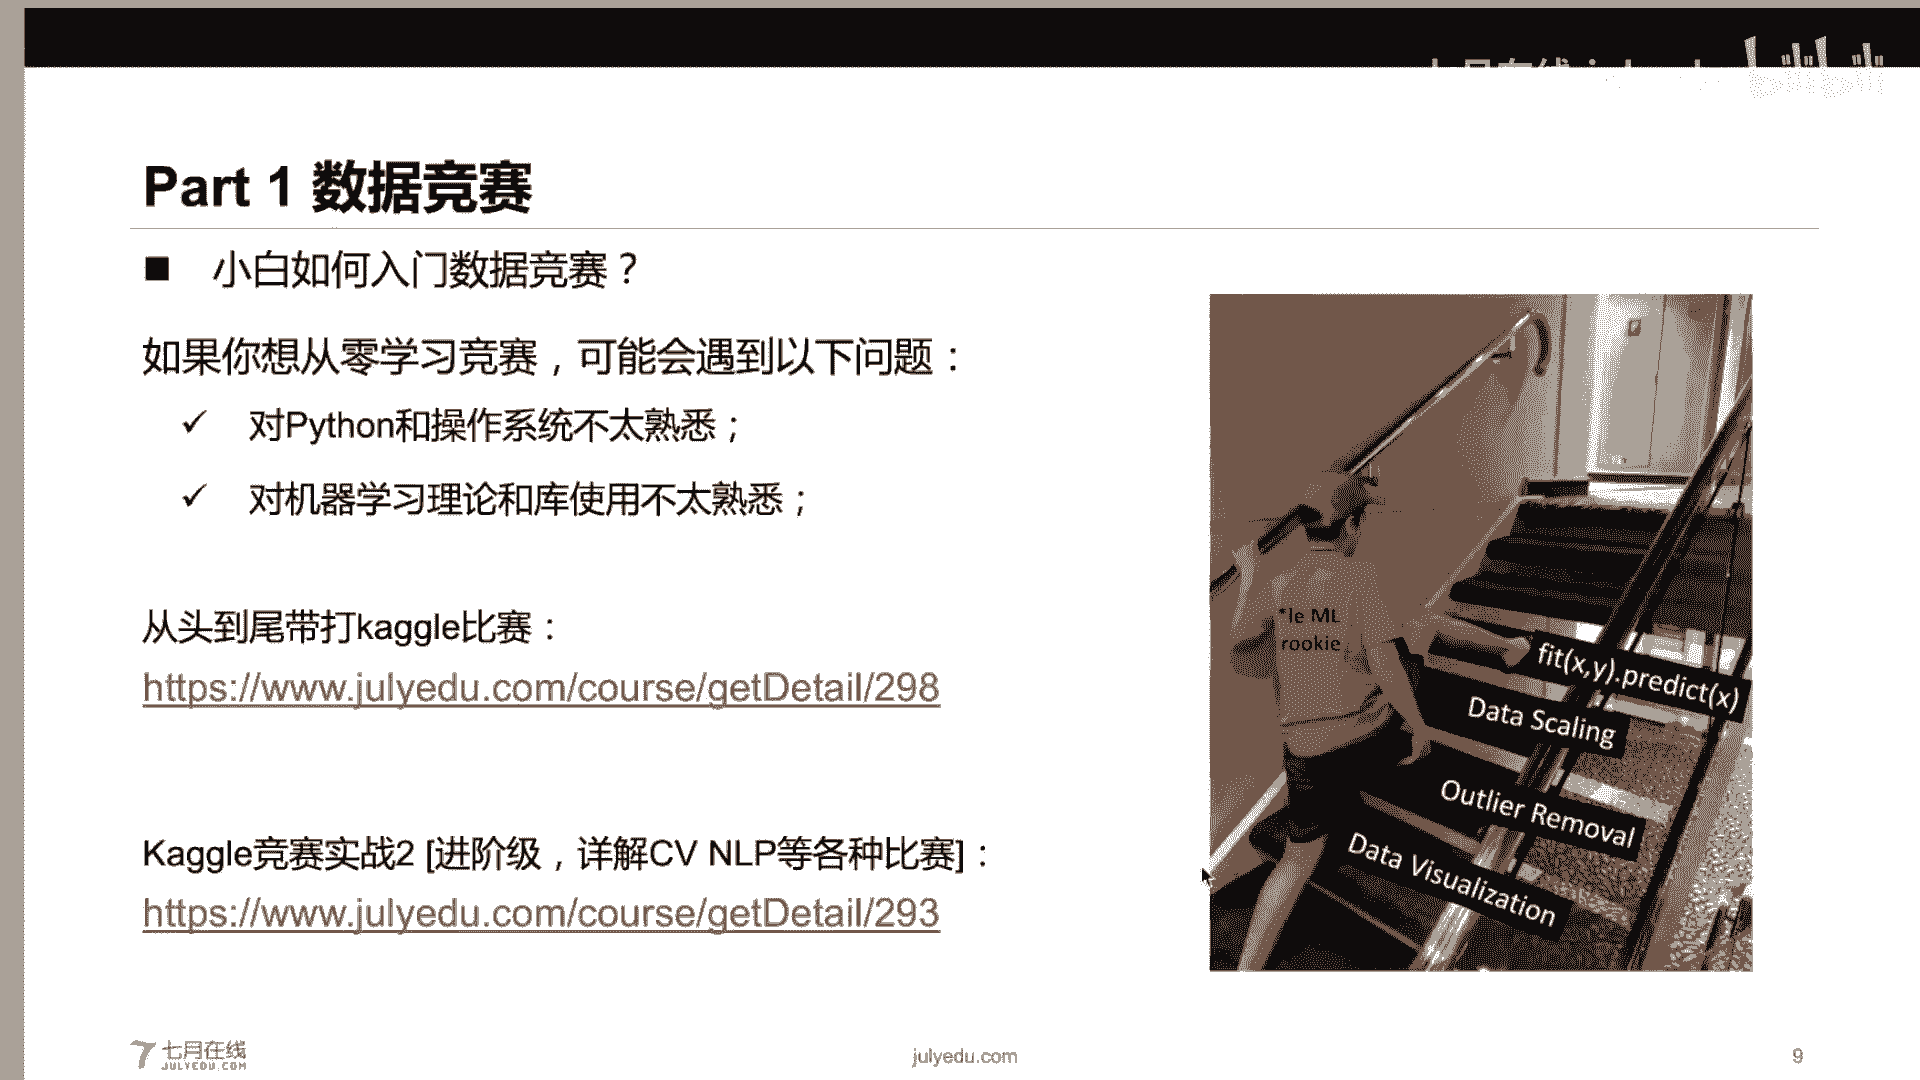 bilibili
Part 1 数据竞赛
■ 小白如何入门数据竞赛？
如果你想从零学习竞赛，可能会遇到以下问题：
✓ 对Python和操作系统不太熟悉；
✓ 对机器学习理论和库使用不太熟悉；
从头到尾带打kaggle比赛：
https://www.julyedu.com/course/getDetail/298
Kaggle竞赛实战2 [进阶级，详解CV NLP等各种比赛]：
https://www.julyedu.com/course/getDetail/293
*le ML
rookie
fit(x,y).predict(x)
Data Scaling
Outlier Removal
Data Visualization
七月在线
JULYEDU.COM
julyedu.com
9